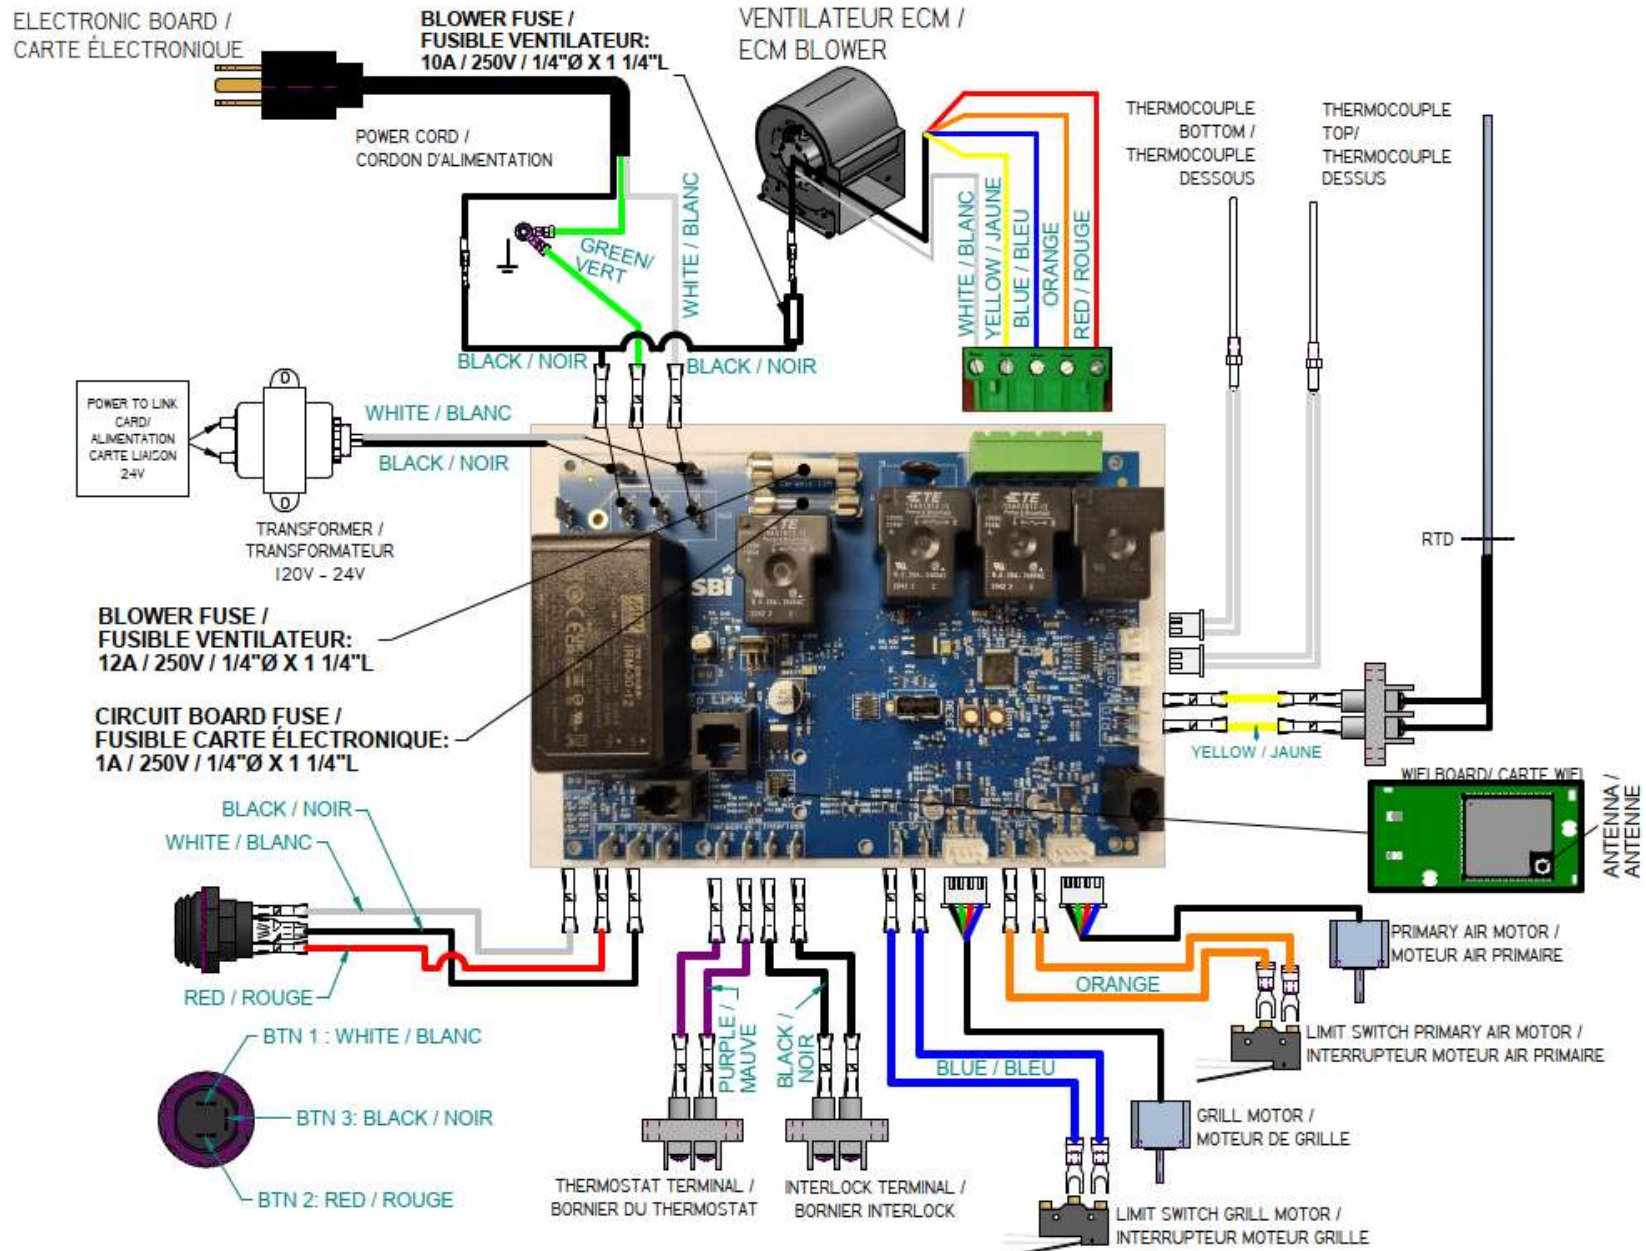 ELECTRONIC BOARD /
CARTE ÉLECTRONIQUE
BLOWER FUSE /
FUSIBLE VENTILATEUR:
10A / 250V / 1/4"Ø X 1 1/4"L
VENTILATEUR ECM /
ECM BLOWER
POWER CORD /
CORDON D'ALIMENTATION
THERMOCOUPLE
BOTTOM /
THERMOCOUPLE
DESSOUS
THERMOCOUPLE
TOP/
THERMOCOUPLE
DESSUS
GREEN/
VERT
WHITE / BLANC
WHITE / BLANC
YELLOW / JAUNE
BLUE / BLEU
ORANGE
RED / ROUGE
BLACK / NOIR
BLACK / NOIR
POWER TO LINK
CARD/
ALIMENTATION
CARTE LIAISON
24V
WHITE / BLANC
BLACK / NOIR
TRANSFORMER /
TRANSFORMATEUR
120V - 24V
RTD
SBI
TE
TE
TE
BLOWER FUSE /
FUSIBLE VENTILATEUR:
12A / 250V / 1/4"Ø X 1 1/4"L
CIRCUIT BOARD FUSE /
FUSIBLE CARTE ÉLECTRONIQUE:
1A / 250V / 1/4"Ø X 1 1/4"L
YELLOW / JAUNE
WIFI BOARD/ CARTE WIFI
ANTENNA/
ANTENNE
BLACK / NOIR
WHITE / BLANC
RED / ROUGE
BTN 1 : WHITE / BLANC
BTN 3: BLACK / NOIR
BTN 2: RED / ROUGE
PURPLE /
MAUVE
BLACK /
NOIR
BLUE / BLEU
ORANGE
PRIMARY AIR MOTOR /
MOTEUR AIR PRIMAIRE
LIMIT SWITCH PRIMARY AIR MOTOR /
INTERRUPTEUR MOTEUR AIR PRIMAIRE
GRILL MOTOR /
MOTEUR DE GRILLE
THERMOSTAT TERMINAL /
BORNIER DU THERMOSTAT
INTERLOCK TERMINAL /
BORNIER INTERLOCK
LIMIT SWITCH GRILL MOTOR /
INTERRUPTEUR MOTEUR GRILLE